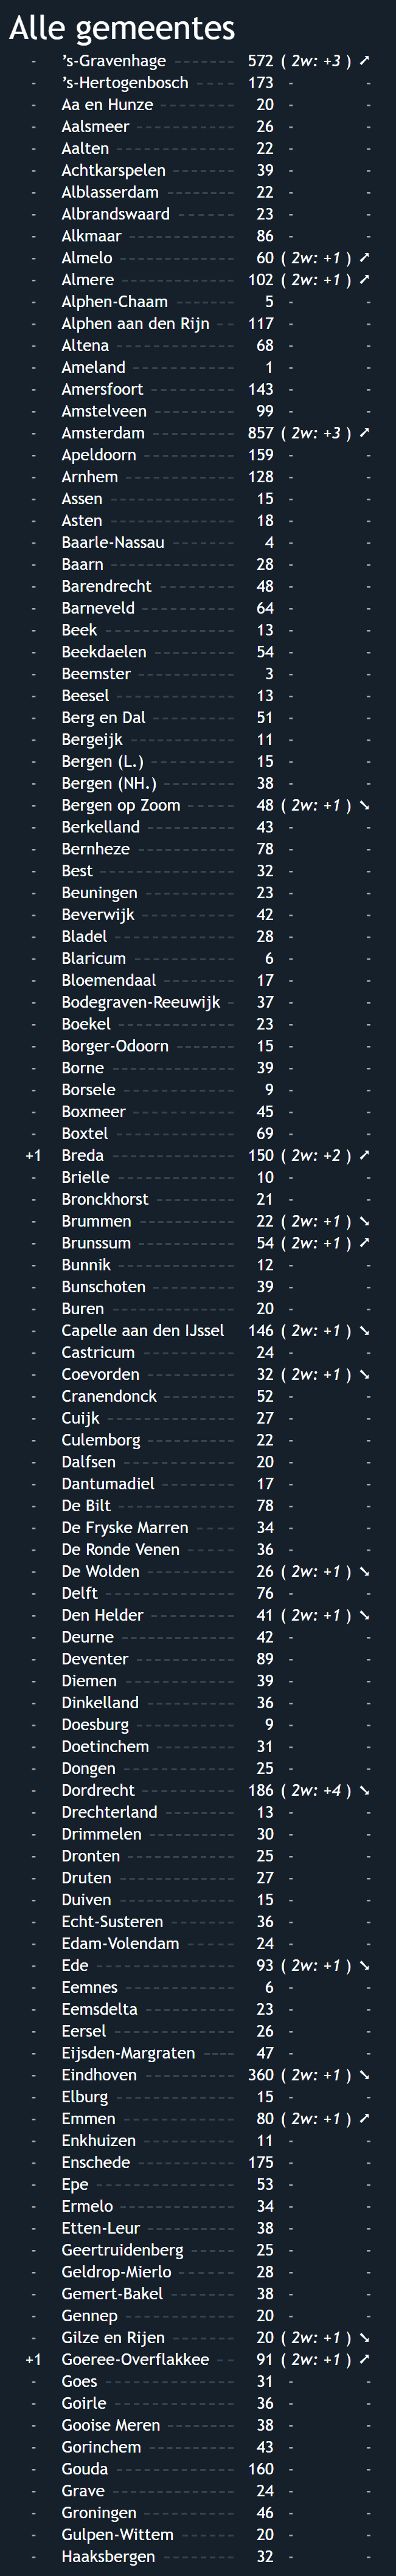 Alle gemeentes
- ’s-Gravenhage ------- 572 ( 2w: +3 ) ➚
- ’s-Hertogenbosch ---- 173 - -
- Aa en Hunze -------- 20 - -
- Aalsmeer ---------- 26 - -
- Aalten ------------ 22 - -
- Achtkarspelen ------- 39 - -
- Alblasserdam ------- 22 - -
- Albrandswaard ------ 23 - -
- Alkmaar ----------- 86 - -
- Almelo ------------ 60 ( 2w: +1 ) ➚
- Almere ------------ 102 ( 2w: +1 ) ➚
- Alphen-Chaam ------ 5 - -
- Alphen aan den Rijn -- 117 - -
- Altena ------------ 68 - -
- Ameland ---------- 1 - -
- Amersfoort --------- 143 - -
- Amstelveen --------- 99 - -
- Amsterdam --------- 857 ( 2w: +3 ) ➚
- Apeldoorn ---------- 159 - -
- Arnhem ----------- 128 - -
- Assen ------------- 15 - -
- Asten ------------- 18 - -
- Baarle-Nassau ------- 4 - -
- Baarn ------------- 28 - -
- Barendrecht -------- 48 - -
- Barneveld ---------- 64 - -
- Beek ------------- 13 - -
- Beekdaelen --------- 54 - -
- Beemster ---------- 3 - -
- Beesel ------------ 13 - -
- Berg en Dal --------- 51 - -
- Bergeijk ----------- 11 - -
- Bergen (L.) --------- 15 - -
- Bergen (NH.) -------- 38 - -
- Bergen op Zoom ----- 48 ( 2w: +1 ) ➘
- Berkelland ---------- 43 - -
- Bernheze ---------- 78 - -
- Best -------------- 32 - -
- Beuningen ---------- 23 - -
- Beverwijk ---------- 42 - -
- Bladel ------------ 28 - -
- Blaricum ----------- 6 - -
- Bloemendaal ------- 17 - -
- Bodegraven-Reeuwijk - 37 - -
- Boekel ------------ 23 - -
- Borger-Odoorn ------ 15 - -
- Borne ------------- 39 - -
- Borsele ------------ 9 - -
- Boxmeer ----------- 45 - -
- Boxtel ------------ 69 - -
+1 Breda ------------- 150 ( 2w: +2 ) ➚
- Brielle ------------ 10 - -
- Bronckhorst -------- 21 - -
- Brummen ---------- 22 ( 2w: +1 ) ➘
- Brunssum ---------- 54 ( 2w: +1 ) ➚
- Bunnik ------------ 12 - -
- Bunschoten --------- 39 - -
- Buren ------------- 20 - -
- Capelle aan den IJssel 146 ( 2w: +1 ) ➘
- Castricum ---------- 24 - -
- Coevorden --------- 32 ( 2w: +1 ) ➘
- Cranendonck ------- 52 - -
- Cuijk ------------- 27 - -
- Culemborg --------- 22 - -
- Dalfsen ------------ 20 - -
- Dantumadiel -------- 17 - -
- De Bilt ------------ 78 - -
- De Fryske Marren ---- 34 - -
- De Ronde Venen ----- 36 - -
- De Wolden --------- 26 ( 2w: +1 ) ➘
- Delft ------------- 76 - -
- Den Helder --------- 41 ( 2w: +1 ) ➘
- Deurne ------------ 42 - -
- Deventer ---------- 89 - -
- Diemen ----------- 39 - -
- Dinkelland --------- 36 - -
- Doesburg ---------- 9 - -
- Doetinchem -------- 31 - -
- Dongen ----------- 25 - -
- Dordrecht ---------- 186 ( 2w: +4 ) ➘
- Drechterland -------- 13 - -
- Drimmelen --------- 30 - -
- Dronten ----------- 25 - -
- Druten ------------ 27 - -
- Duiven ------------ 15 - -
- Echt-Susteren ------- 36 - -
- Edam-Volendam ----- 24 - -
- Ede -------------- 93 ( 2w: +1 ) ➘
- Eemnes ----------- 6 - -
- Eemsdelta ---------- 23 - -
- Eersel ------------ 26 - -
- Eijsden-Margraten ---- 47 - -
- Eindhoven ---------- 360 ( 2w: +1 ) ➘
- Elburg ------------ 15 - -
- Emmen ----------- 80 ( 2w: +1 ) ➚
- Enkhuizen ---------- 11 - -
- Enschede ---------- 175 - -
- Epe -------------- 53 - -
- Ermelo ------------ 34 - -
- Etten-Leur --------- 38 - -
- Geertruidenberg ----- 25 - -
- Geldrop-Mierlo ------ 28 - -
- Gemert-Bakel ------- 38 - -
- Gennep ----------- 20 - -
- Gilze en Rijen ------- 20 ( 2w: +1 ) ➘
+1 Goeree-Overflakkee -- 91 ( 2w: +1 ) ➚
- Goes ------------- 31 - -
- Goirle ------------ 36 - -
- Gooise Meren ------- 38 - -
- Gorinchem --------- 43 - -
- Gouda ------------ 160 - -
- Grave ------------- 24 - -
- Groningen ---------- 46 - -
- Gulpen-Wittem ------ 20 - -
- Haaksbergen -------- 32 - -